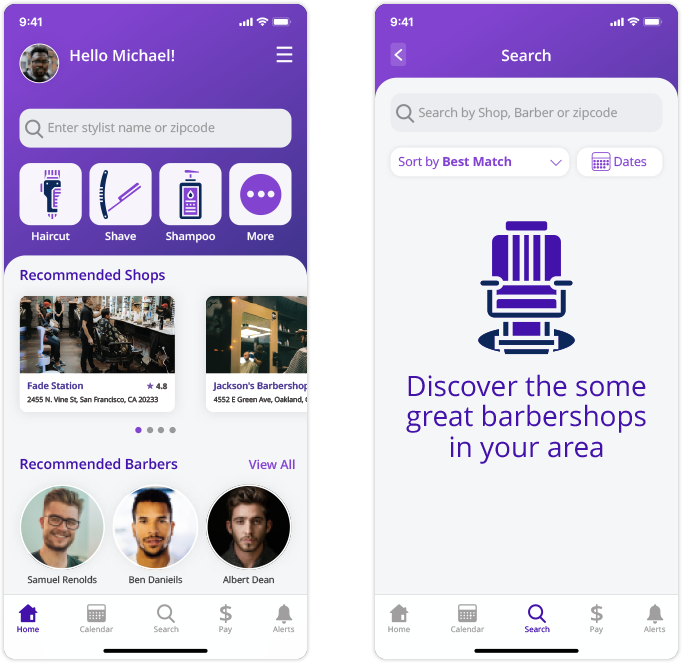 9:41
Hello Michael!
Enter stylist name or zipcode
Haircut
Shave
Shampoo
More
Recommended Shops
Fade Station
★ 4.8
2455 N. Vine St, San Francisco, CA 20233
Jackson's Barbershop
4552 E Green Ave, Oakland,
Recommended Barbers
View All
Samuel Renolds
Ben Danieils
Albert Dean
Home
Calendar
Search
$
Pay
Alerts
9:41
Search
Search by Shop, Barber or zipcode
Sort by Best Match
Dates
Discover the some
great barbershops
in your area
Home
Calendar
Search
$
Pay
Alerts